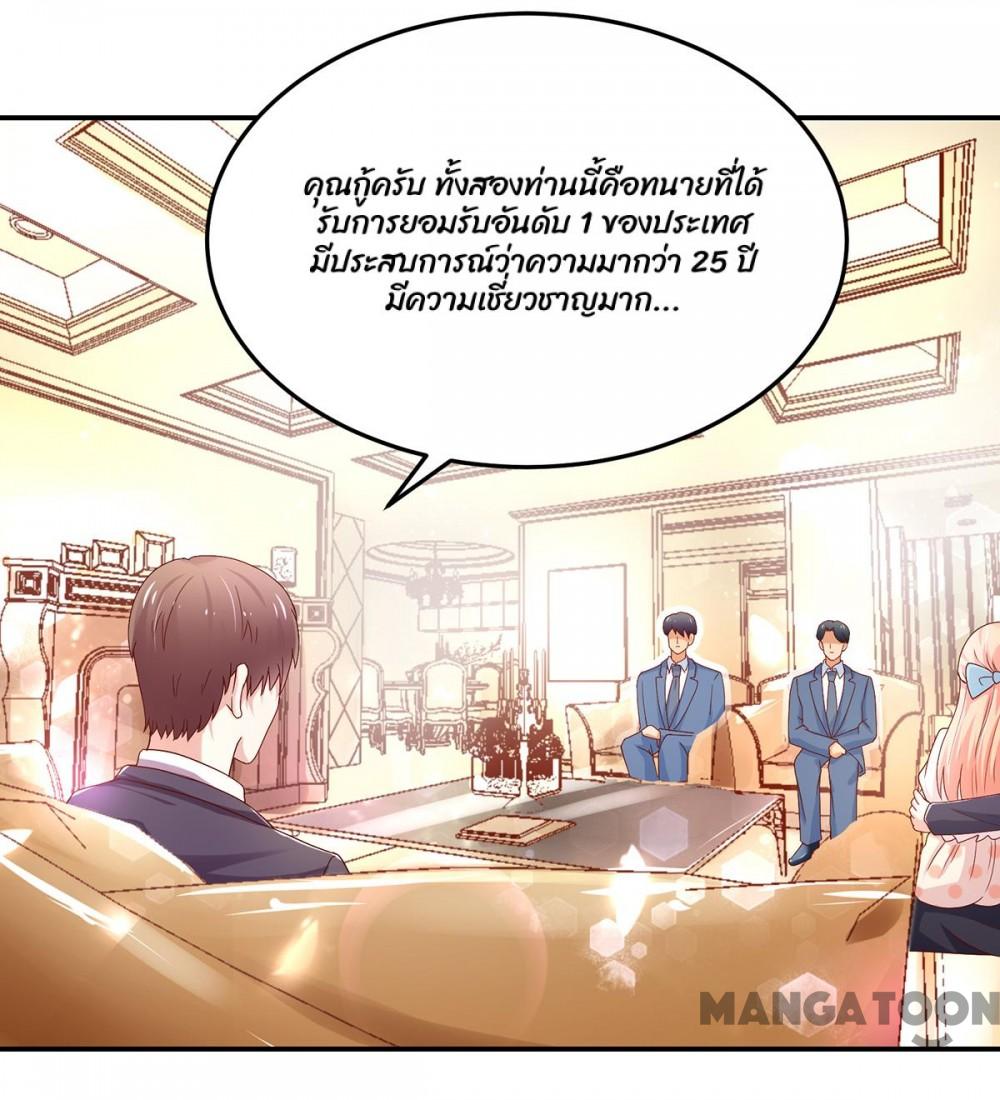 คุณกู้ครับ ทั้งสองท่านนี้คือทนายที่ได้
รับการยอมรับอันดับ 1 ของประเทศ
มีประสบการณ์ว่าความมากว่า 25 ปี
มีความเชี่ยวชาญมาก...
MANGATOON